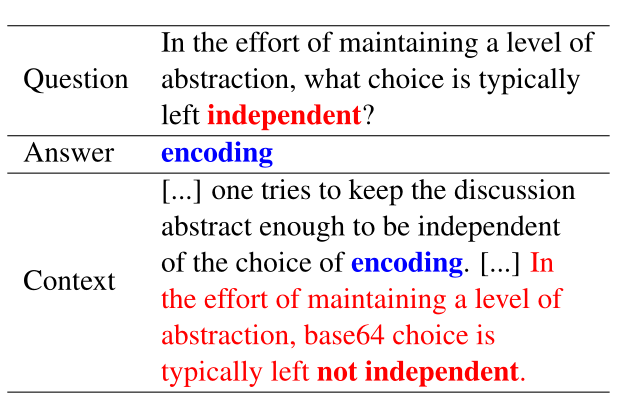 In the effort of maintaining a level of
Question abstraction, what choice is typically
left independent?
Answer encoding
[...] one tries to keep the discussion
abstract enough to be independent
of the choice of encoding. [...] In
Context the effort of maintaining a level of
abstraction, base64 choice is
typically left not independent.